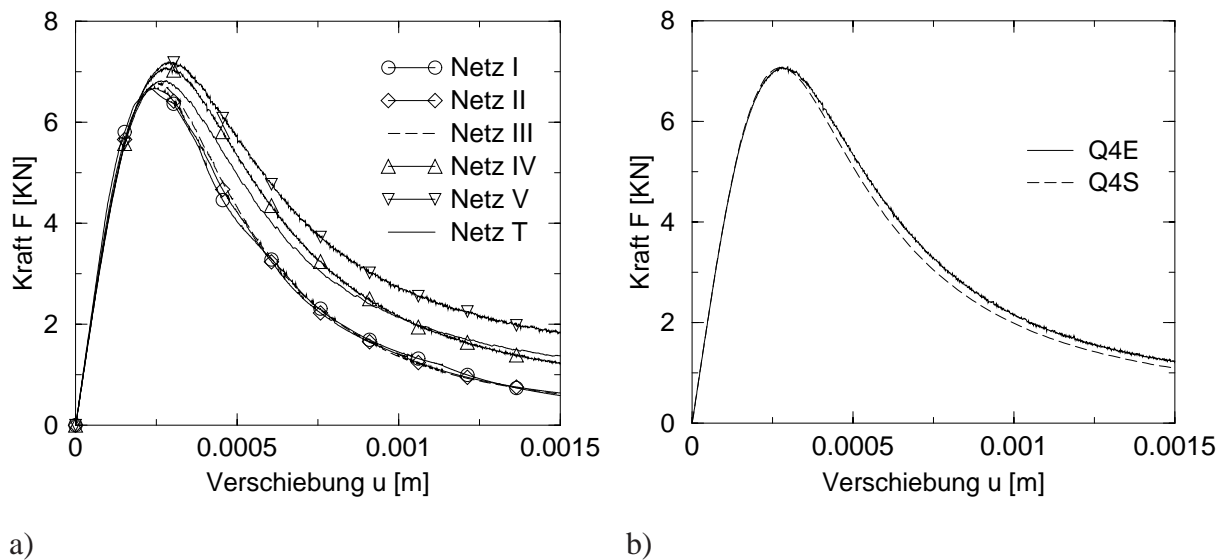 8
6
4
2
0
Kraft F [KN]
0
0.0005
0.001
0.0015
Verschiebung u [m]
Netz I
Netz II
Netz III
Netz IV
Netz V
Netz T
a)
8
6
4
2
0
Kraft F [KN]
0
0.0005
0.001
0.0015
Verschiebung u [m]
Q4E
Q4S
b)